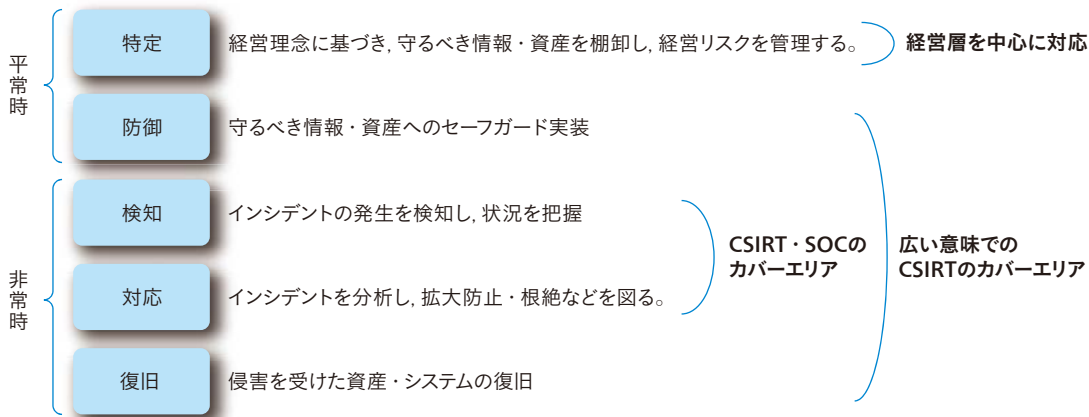 平常時
特定
経営理念に基づき, 守るべき情報・資産を棚卸し, 経営リスクを管理する。
経営層を中心に対応
防御
守るべき情報・資産へのセーフガード実装
非常時
検知
インシデントの発生を検知し, 状況を把握
対応
インシデントを分析し, 拡大防止・根絶などを図る。
復旧
侵害を受けた資産・システムの復旧
CSIRT・SOCの
カバーエリア
広い意味での
CSIRTのカバーエリア